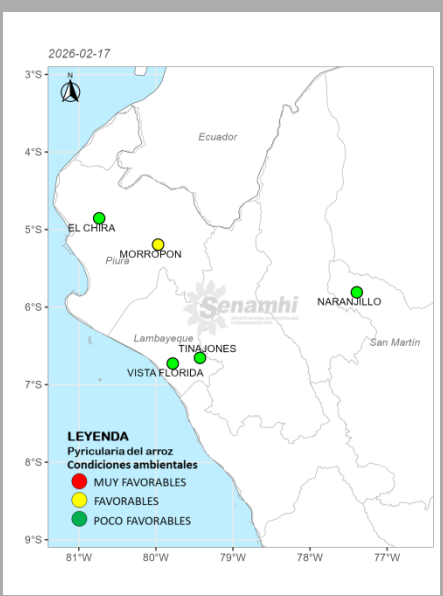 2026-02-17
3°S
N
Ecuador
4°S
5°S
EL CHIRA
MORROPON
Piura
6°S
Senamhi
NARANJILLO
Lambayeque
TINAJONES
San Martín
VISTA FLORIDA
7°S
LEYENDA
Pyricularia del arroz
Condiciones ambientales
MUY FAVORABLES
FAVORABLES
POCO FAVORABLES
8°S
9°S
81°W 80°W 79°W 78°W 77°W